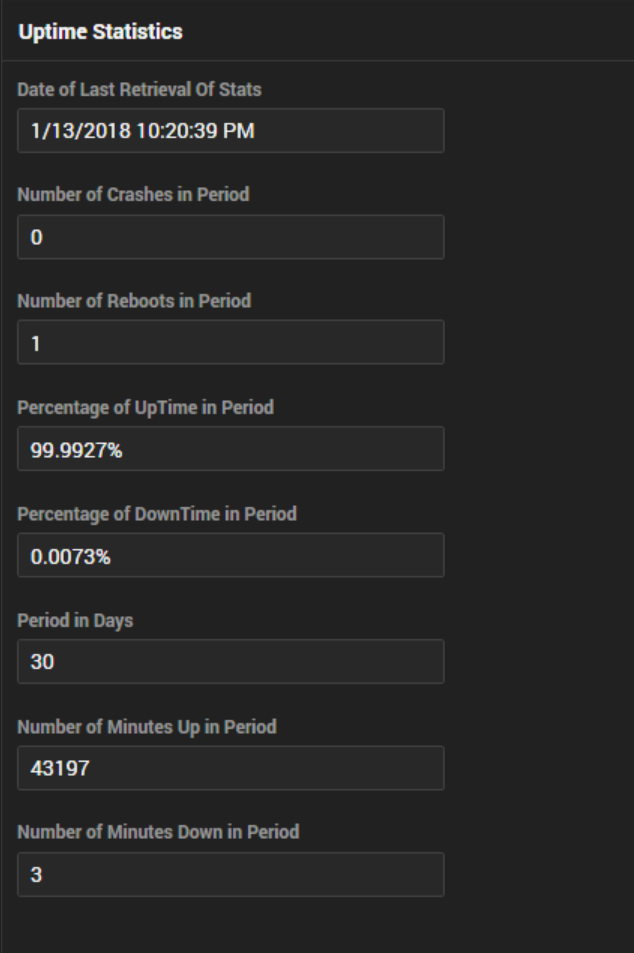 Uptime Statistics
Date of Last Retrieval Of Stats
1/13/2018 10:20:39 PM
Number of Crashes in Period
0
Number of Reboots in Period
1
Percentage of UpTime in Period
99.9927%
Percentage of DownTime in Period
0.0073%
Period in Days
30
Number of Minutes Up in Period
43197
Number of Minutes Down in Period
3